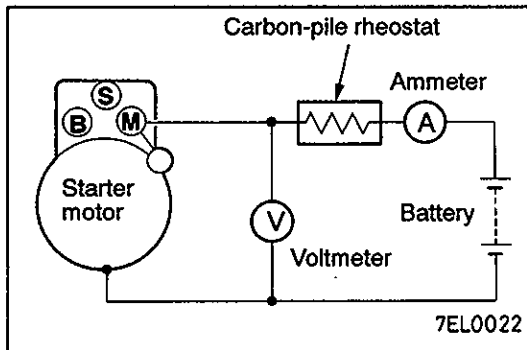 Carbon-pile rheostat
Ammeter
S
B M
A
Starter
motor
V
Battery
Voltmeter
7EL0022